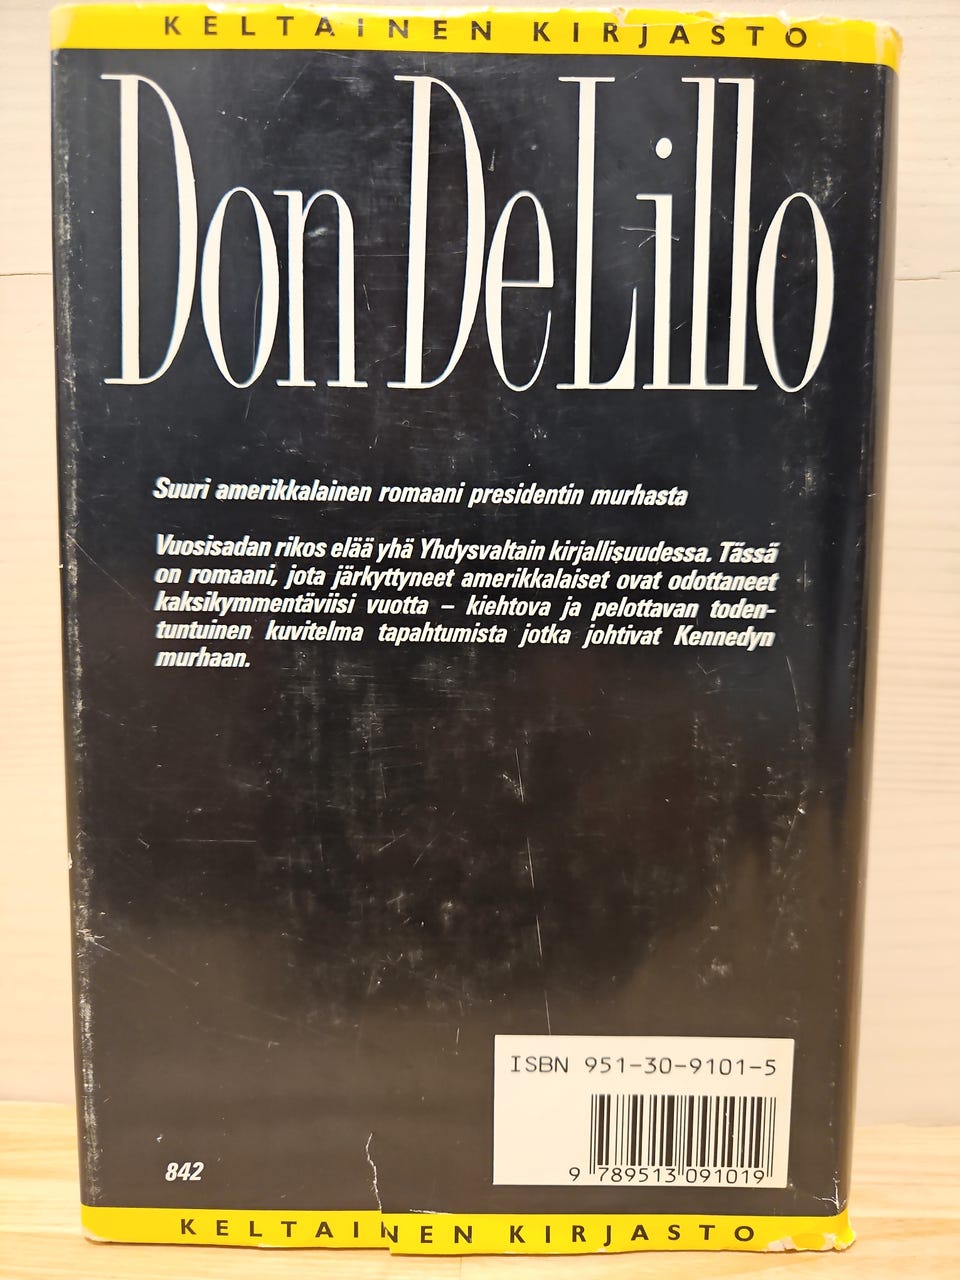 KELTAINEN KIRJASTO
Don DeLillo
Suuri amerikkalainen romaani presidentin murhasta
Vuosisadan rikos elää yhä Yhdysvaltain kirjallisuudessa. Tässä
on romaani, jota järkyttyneet amerikkalaiset ovat odottaneet
kaksikymmentäviisi vuotta – kiehtova ja pelottavan toden-
tuntuinen kuvitelma tapahtumista jotka johtivat Kennedyn
murhaan.
ISBN 951-30-9101-5
9 789513 091019
842
KELTAINEN KIRJASTO